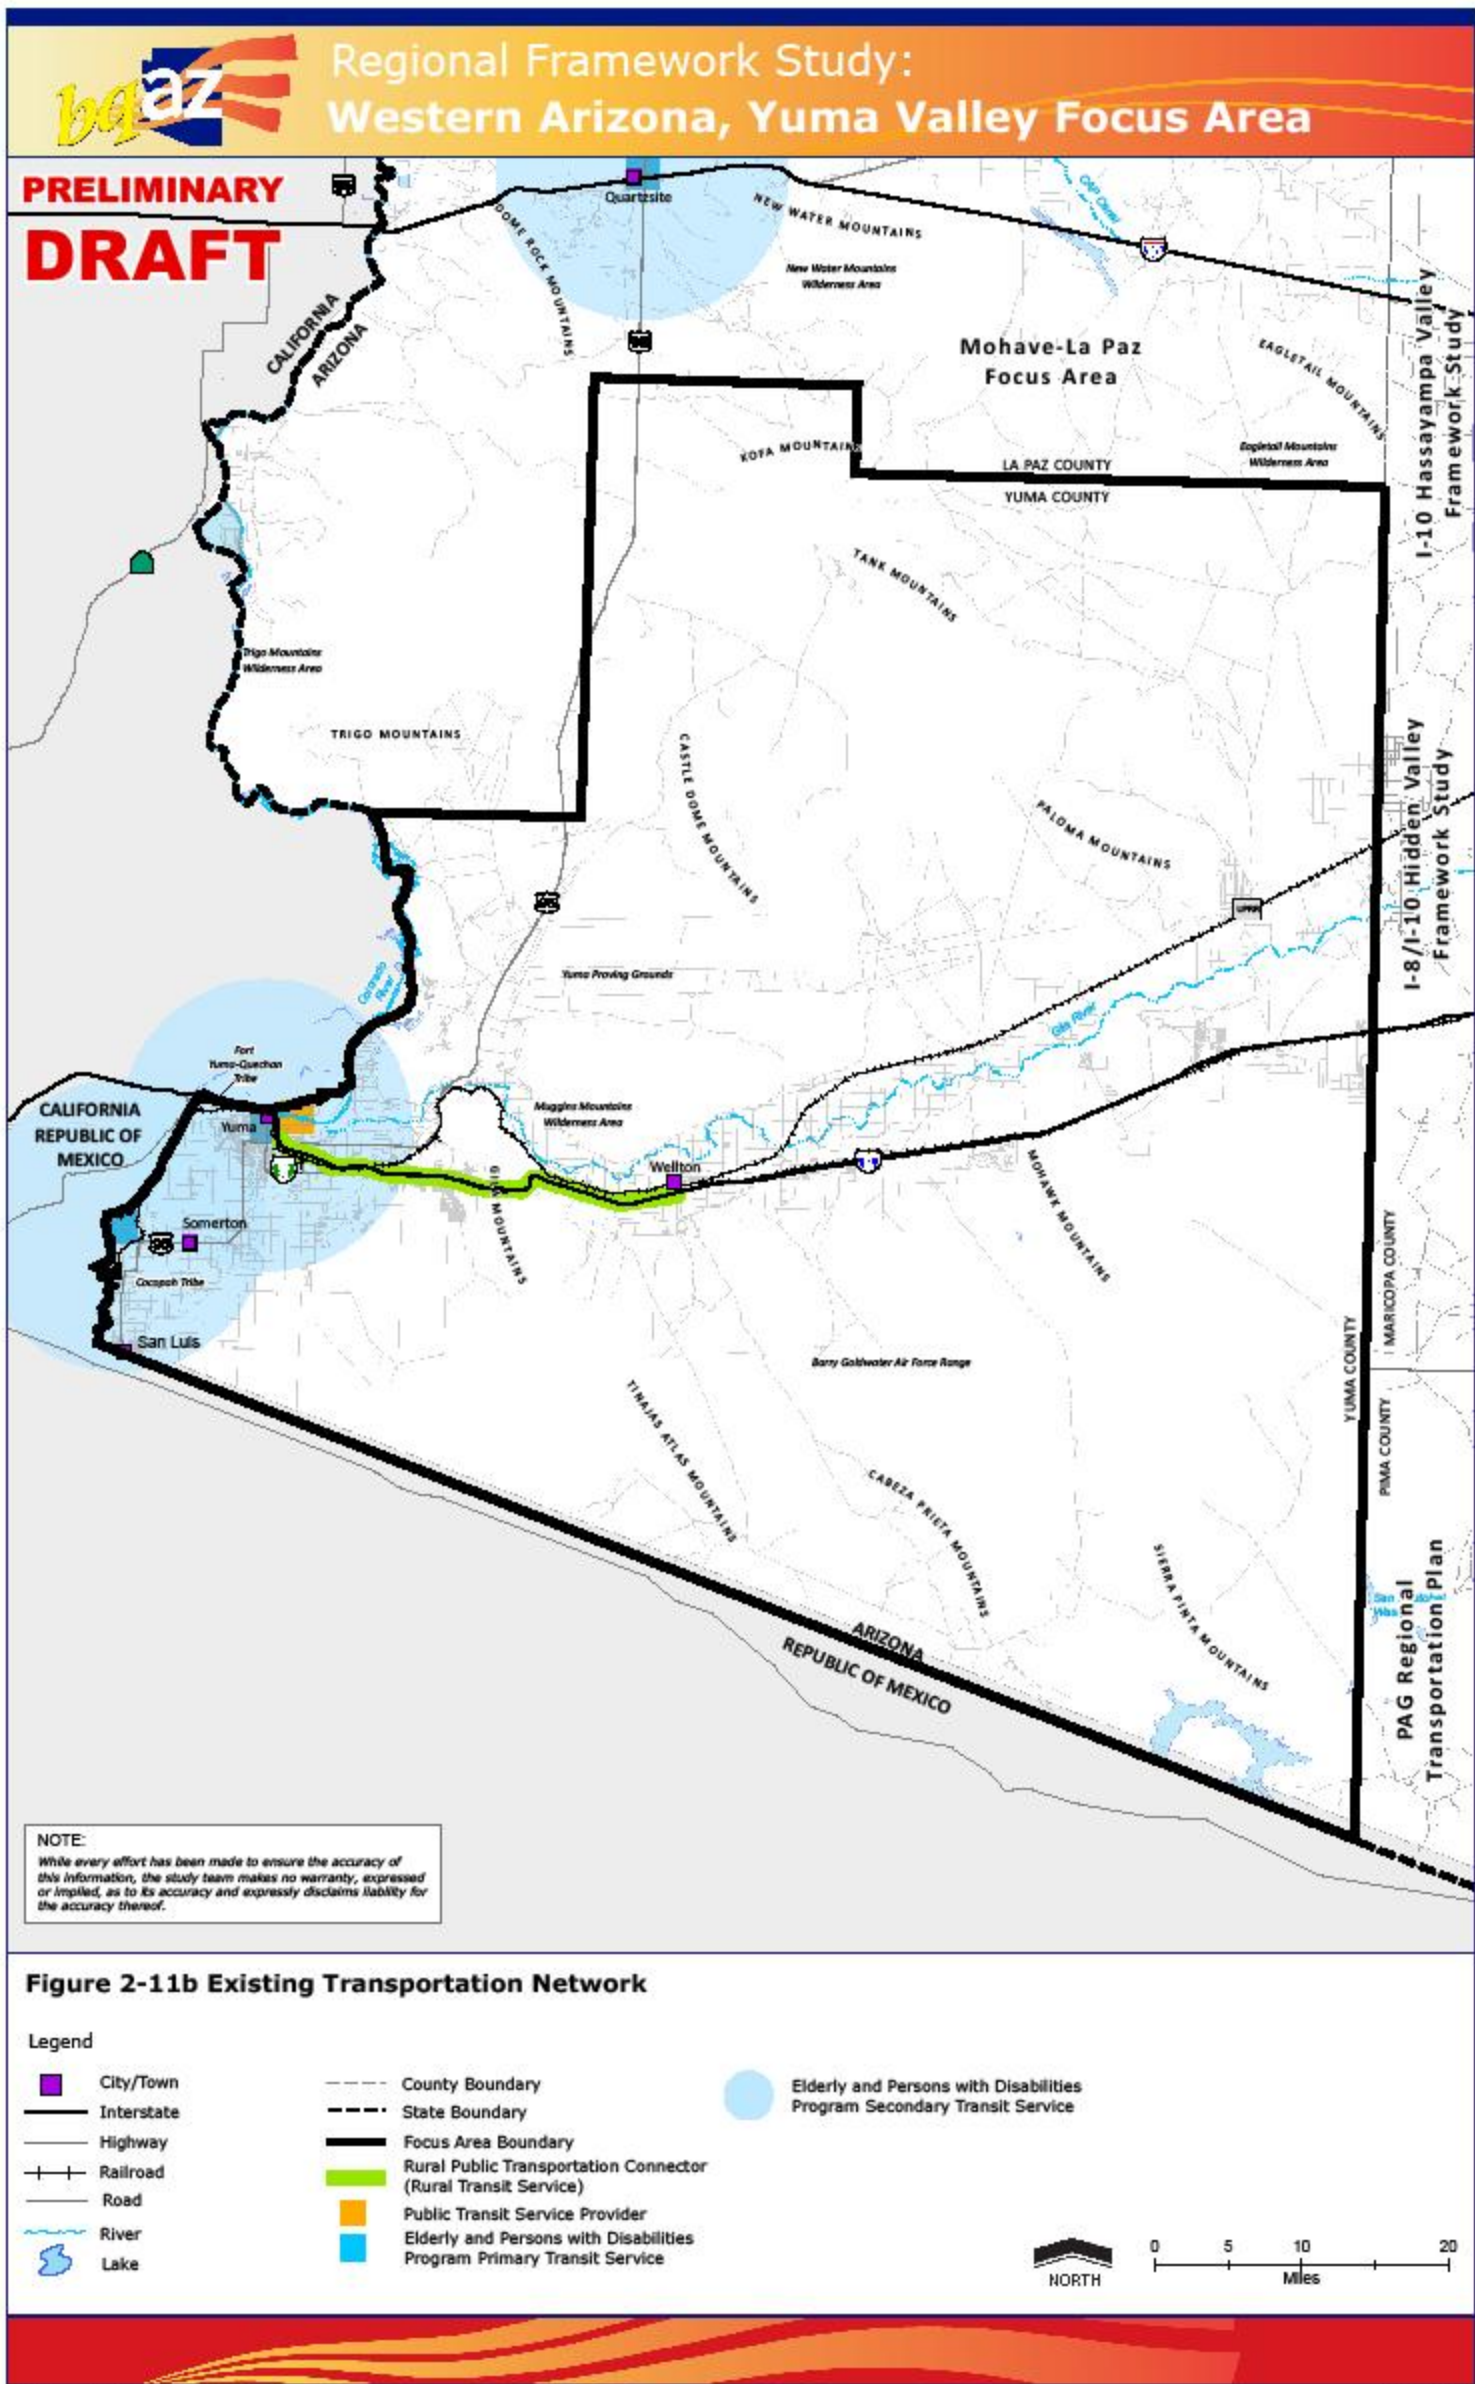 bqaz
Regional Framework Study:
Western Arizona, Yuma Valley Focus Area
PRELIMINARY
DRAFT
Quartzsite
CAP Canal
NEW WATER MOUNTAINS
DOME ROCK MOUNTAINS
New Water Mountains
Wilderness Area
CALIFORNIA
ARIZONA
Mohave-La Paz
Focus Area
EAGLETAIL MOUNTAINS
I-10 Hassayampa Valley
Framework Study
KOFA MOUNTAINS
Eagletail Mountains
Wilderness Area
LA PAZ COUNTY
YUMA COUNTY
TANK MOUNTAINS
Trigo Mountains
Wilderness Area
TRIGO MOUNTAINS
CASTLE DOME MOUNTAINS
PALOMA MOUNTAINS
I-8/I-10 Hidden Valley
Framework Study
UPRR
Yuma Proving Grounds
Colorado
River
Gila River
Fort
Yuma-Quechan
Tribe
CALIFORNIA
REPUBLIC OF
MEXICO
Yuma
Muggins Mountains
Wilderness Area
Wellton
GILA MOUNTAINS
MOHAWK MOUNTAINS
Somerton
Cocopah Tribe
San Luis
YUMA COUNTY
MARICOPA COUNTY
PIMA COUNTY
Barry Goldwater Air Force Range
TINAJAS ATLAS MOUNTAINS
CABEZA PRIETA MOUNTAINS
SIERRA PINTA MOUNTAINS
San
Was
PAG Regional
Transportation Plan
ARIZONA
REPUBLIC OF MEXICO
NOTE:
While every effort has been made to ensure the accuracy of
this information, the study team makes no warranty, expressed
or implied, as to its accuracy and expressly disclaims liability for
the accuracy thereof.
Figure 2-11b Existing Transportation Network
Legend
City/Town
Interstate
Highway
Railroad
Road
River
Lake
County Boundary
State Boundary
Focus Area Boundary
Rural Public Transportation Connector
(Rural Transit Service)
Public Transit Service Provider
Elderly and Persons with Disabilities
Program Primary Transit Service
Elderly and Persons with Disabilities
Program Secondary Transit Service
NORTH
0 5 10 20
Miles